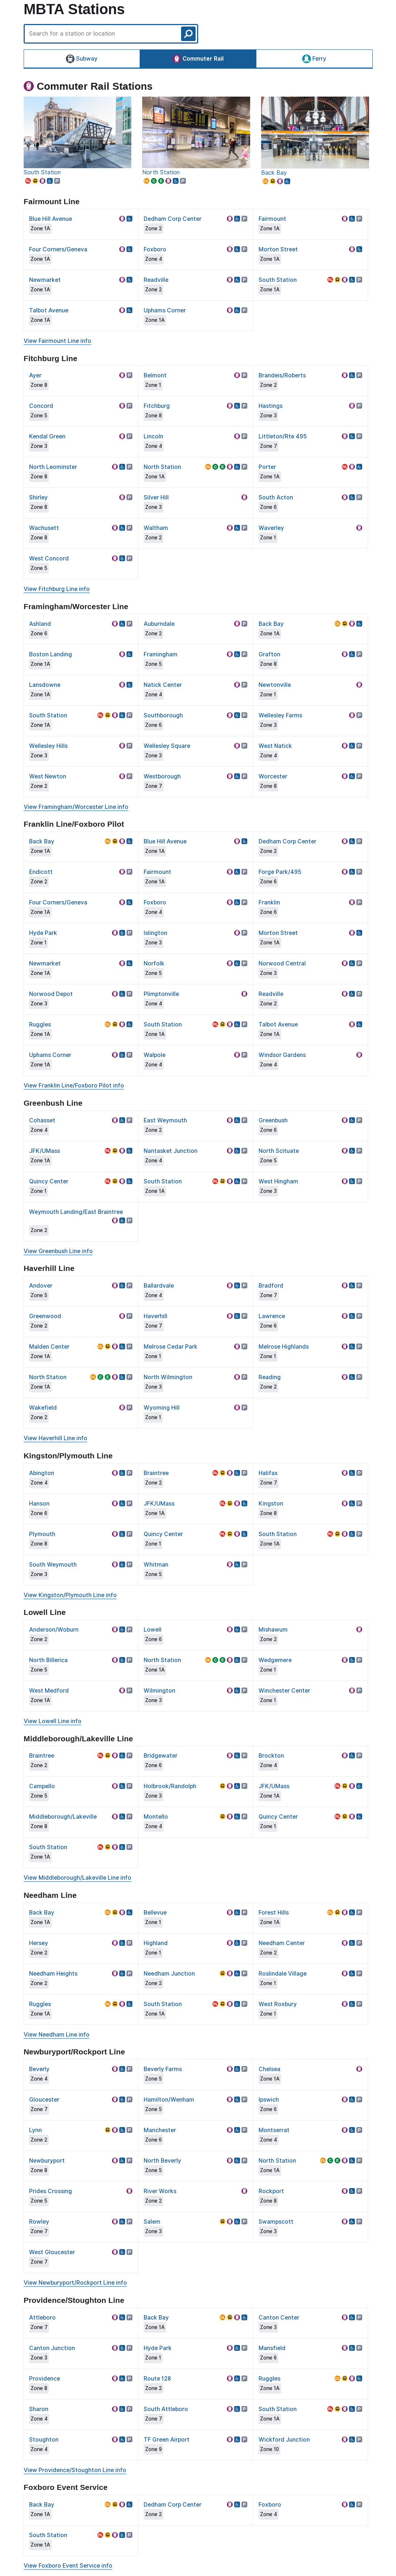 MBTA Stations
Search for a station or location
Subway
Commuter Rail
Ferry
Commuter Rail Stations
South Station
North Station
Back Bay
Fairmount Line
Blue Hill Avenue
Zone 1A
Dedham Corp Center
Zone 2
Fairmount
Zone 1A
Four Corners/Geneva
Zone 1A
Foxboro
Zone 4
Morton Street
Zone 1A
Newmarket
Zone 1A
Readville
Zone 2
South Station
Zone 1A
Talbot Avenue
Zone 1A
Uphams Corner
Zone 1A
View Fairmount Line info
Fitchburg Line
Ayer
Zone 8
Belmont
Zone 1
Brandeis/Roberts
Zone 2
Concord
Zone 5
Fitchburg
Zone 8
Hastings
Zone 3
Kendal Green
Zone 3
Lincoln
Zone 4
Littleton/Rte 495
Zone 7
North Leominster
Zone 8
North Station
Zone 1A
Porter
Zone 1A
Shirley
Zone 8
Silver Hill
Zone 3
South Acton
Zone 6
Wachusett
Zone 8
Waltham
Zone 2
Waverley
Zone 1
West Concord
Zone 5
View Fitchburg Line info
Framingham/Worcester Line
Ashland
Zone 6
Auburndale
Zone 2
Back Bay
Zone 1A
Boston Landing
Zone 1A
Framingham
Zone 5
Grafton
Zone 8
Lansdowne
Zone 1A
Natick Center
Zone 4
Newtonville
Zone 1
South Station
Zone 1A
Southborough
Zone 6
Wellesley Farms
Zone 3
Wellesley Hills
Zone 3
Wellesley Square
Zone 3
West Natick
Zone 4
West Newton
Zone 2
Westborough
Zone 7
Worcester
Zone 8
View Framingham/Worcester Line info
Franklin Line/Foxboro Pilot
Back Bay
Zone 1A
Blue Hill Avenue
Zone 1A
Dedham Corp Center
Zone 2
Endicott
Zone 2
Fairmount
Zone 1A
Forge Park/495
Zone 6
Four Corners/Geneva
Zone 1A
Foxboro
Zone 4
Franklin
Zone 6
Hyde Park
Zone 1
Islington
Zone 3
Morton Street
Zone 1A
Newmarket
Zone 1A
Norfolk
Zone 5
Norwood Central
Zone 3
Norwood Depot
Zone 3
Plimptonville
Zone 4
Readville
Zone 2
Ruggles
Zone 1A
South Station
Zone 1A
Talbot Avenue
Zone 1A
Uphams Corner
Zone 1A
Walpole
Zone 4
Windsor Gardens
Zone 4
View Franklin Line/Foxboro Pilot info
Greenbush Line
Cohasset
Zone 4
East Weymouth
Zone 2
Greenbush
Zone 6
JFK/UMass
Zone 1A
Nantasket Junction
Zone 4
North Scituate
Zone 5
Quincy Center
Zone 1
South Station
Zone 1A
West Hingham
Zone 3
Weymouth Landing/East Braintree
Zone 2
View Greenbush Line info
Haverhill Line
Andover
Zone 5
Ballardvale
Zone 4
Bradford
Zone 7
Greenwood
Zone 2
Haverhill
Zone 7
Lawrence
Zone 6
Malden Center
Zone 1A
Melrose Cedar Park
Zone 1
Melrose Highlands
Zone 1
North Station
Zone 1A
North Wilmington
Zone 3
Reading
Zone 2
Wakefield
Zone 2
Wyoming Hill
Zone 1
View Haverhill Line info
Kingston/Plymouth Line
Abington
Zone 4
Braintree
Zone 2
Halifax
Zone 7
Hanson
Zone 6
JFK/UMass
Zone 1A
Kingston
Zone 8
Plymouth
Zone 8
Quincy Center
Zone 1
South Station
Zone 1A
South Weymouth
Zone 3
Whitman
Zone 5
View Kingston/Plymouth Line info
Lowell Line
Anderson/Woburn
Zone 2
Lowell
Zone 6
Mishawum
Zone 2
North Billerica
Zone 5
North Station
Zone 1A
Wedgemere
Zone 1
West Medford
Zone 1A
Wilmington
Zone 3
Winchester Center
Zone 1
View Lowell Line info
Middleborough/Lakeville Line
Braintree
Zone 2
Bridgewater
Zone 6
Brockton
Zone 4
Campello
Zone 5
Holbrook/Randolph
Zone 3
JFK/UMass
Zone 1A
Middleborough/Lakeville
Zone 8
Montello
Zone 4
Quincy Center
Zone 1
South Station
Zone 1A
View Middleborough/Lakeville Line info
Needham Line
Back Bay
Zone 1A
Bellevue
Zone 1
Forest Hills
Zone 1A
Hersey
Zone 2
Highland
Zone 1
Needham Center
Zone 2
Needham Heights
Zone 2
Needham Junction
Zone 2
Roslindale Village
Zone 1
Ruggles
Zone 1A
South Station
Zone 1A
West Roxbury
Zone 1
View Needham Line info
Newburyport/Rockport Line
Beverly
Zone 4
Beverly Farms
Zone 5
Chelsea
Zone 1A
Gloucester
Zone 7
Hamilton/Wenham
Zone 5
Ipswich
Zone 6
Lynn
Zone 2
Manchester
Zone 6
Montserrat
Zone 4
Newburyport
Zone 8
North Beverly
Zone 5
North Station
Zone 1A
Prides Crossing
Zone 5
River Works
Zone 2
Rockport
Zone 8
Rowley
Zone 7
Salem
Zone 3
Swampscott
Zone 3
West Gloucester
Zone 7
View Newburyport/Rockport Line info
Providence/Stoughton Line
Attleboro
Zone 7
Back Bay
Zone 1A
Canton Center
Zone 3
Canton Junction
Zone 3
Hyde Park
Zone 1
Mansfield
Zone 6
Providence
Zone 8
Route 128
Zone 2
Ruggles
Zone 1A
Sharon
Zone 4
South Attleboro
Zone 7
South Station
Zone 1A
Stoughton
Zone 4
TF Green Airport
Zone 9
Wickford Junction
Zone 10
View Providence/Stoughton Line info
Foxboro Event Service
Back Bay
Zone 1A
Dedham Corp Center
Zone 2
Foxboro
Zone 4
South Station
Zone 1A
View Foxboro Event Service info